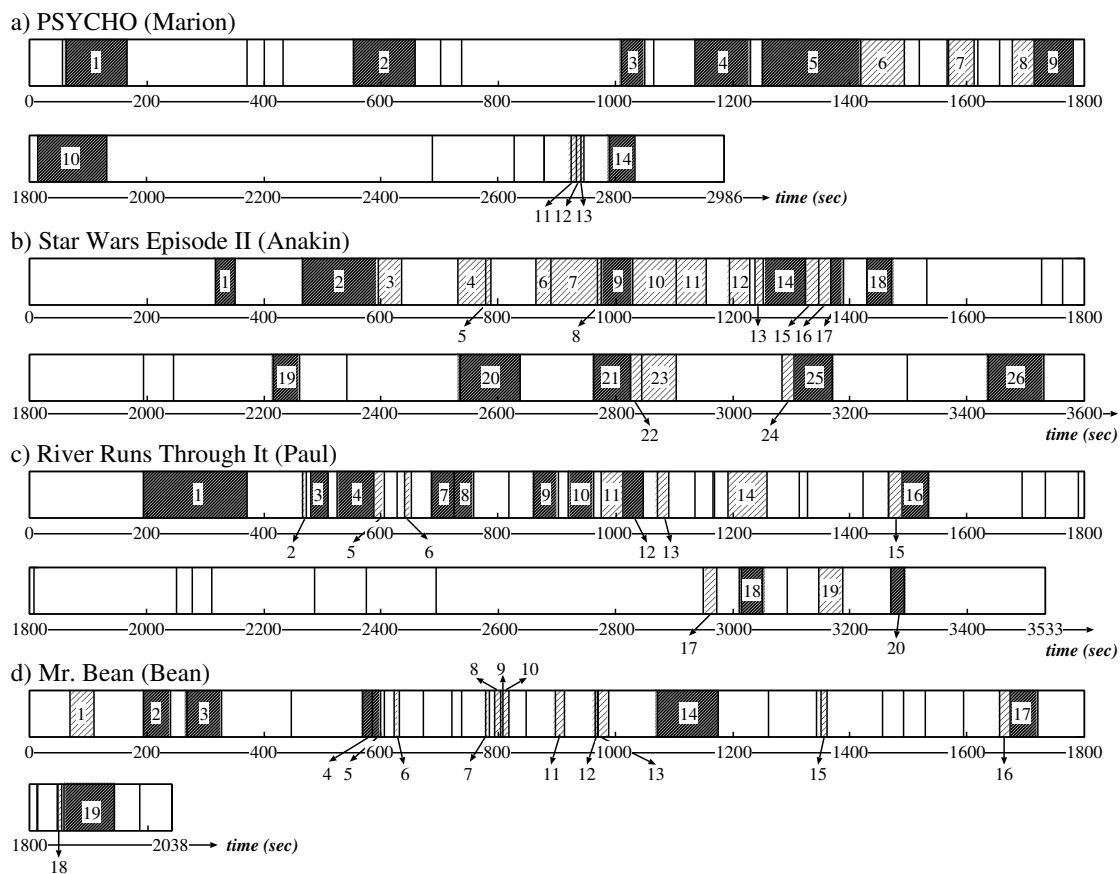 a) PSYCHO (Marion)
1 2 3 4 5 6 7 8 9
0 200 400 600 800 1000 1200 1400 1600 1800
10 14
1800 2000 2200 2400 2600 2800 2986 time (sec)
11 12 13
b) Star Wars Episode II (Anakin)
1 2 3 4 6 7 9 10 11 12 14 18
0 200 400 600 800 1000 1200 1400 1600 1800
5 8 13 15 16 17
19 20 21 23 25 26
1800 2000 2200 2400 2600 2800 3000 3200 3400 3600
22 24 time (sec)
c) River Runs Through It (Paul)
1 3 4 7 8 9 10 11 14 16
0 200 400 600 800 1000 1200 1400 1600 1800
2 5 6 12 13 15
18 19
1800 2000 2200 2400 2600 2800 3000 3200 3400 3533
17 20 time (sec)
d) Mr. Bean (Bean)
8 9 10
1 2 3 14 17
0 200 400 600 800 1000 1200 1400 1600 1800
4 5 6 7 11 12 13 15 16
19
1800 2038 time (sec)
18